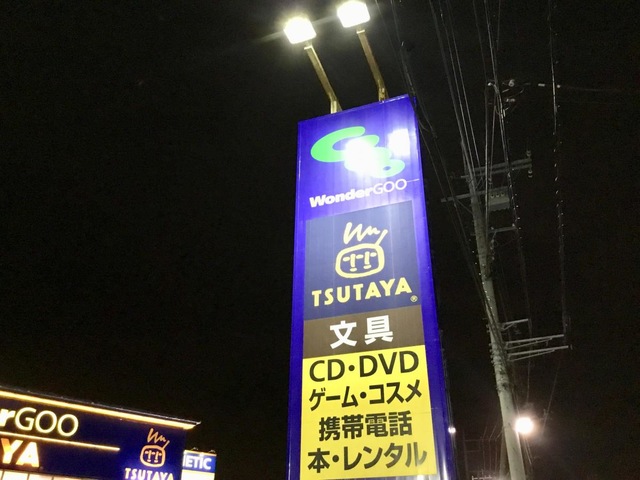 WonderGOO
TSUTAYA
文具
CD・DVD
ゲーム・コスメ
携帯電話
本・レンタル
rGOO
YA
TSUTAYA
ETIC